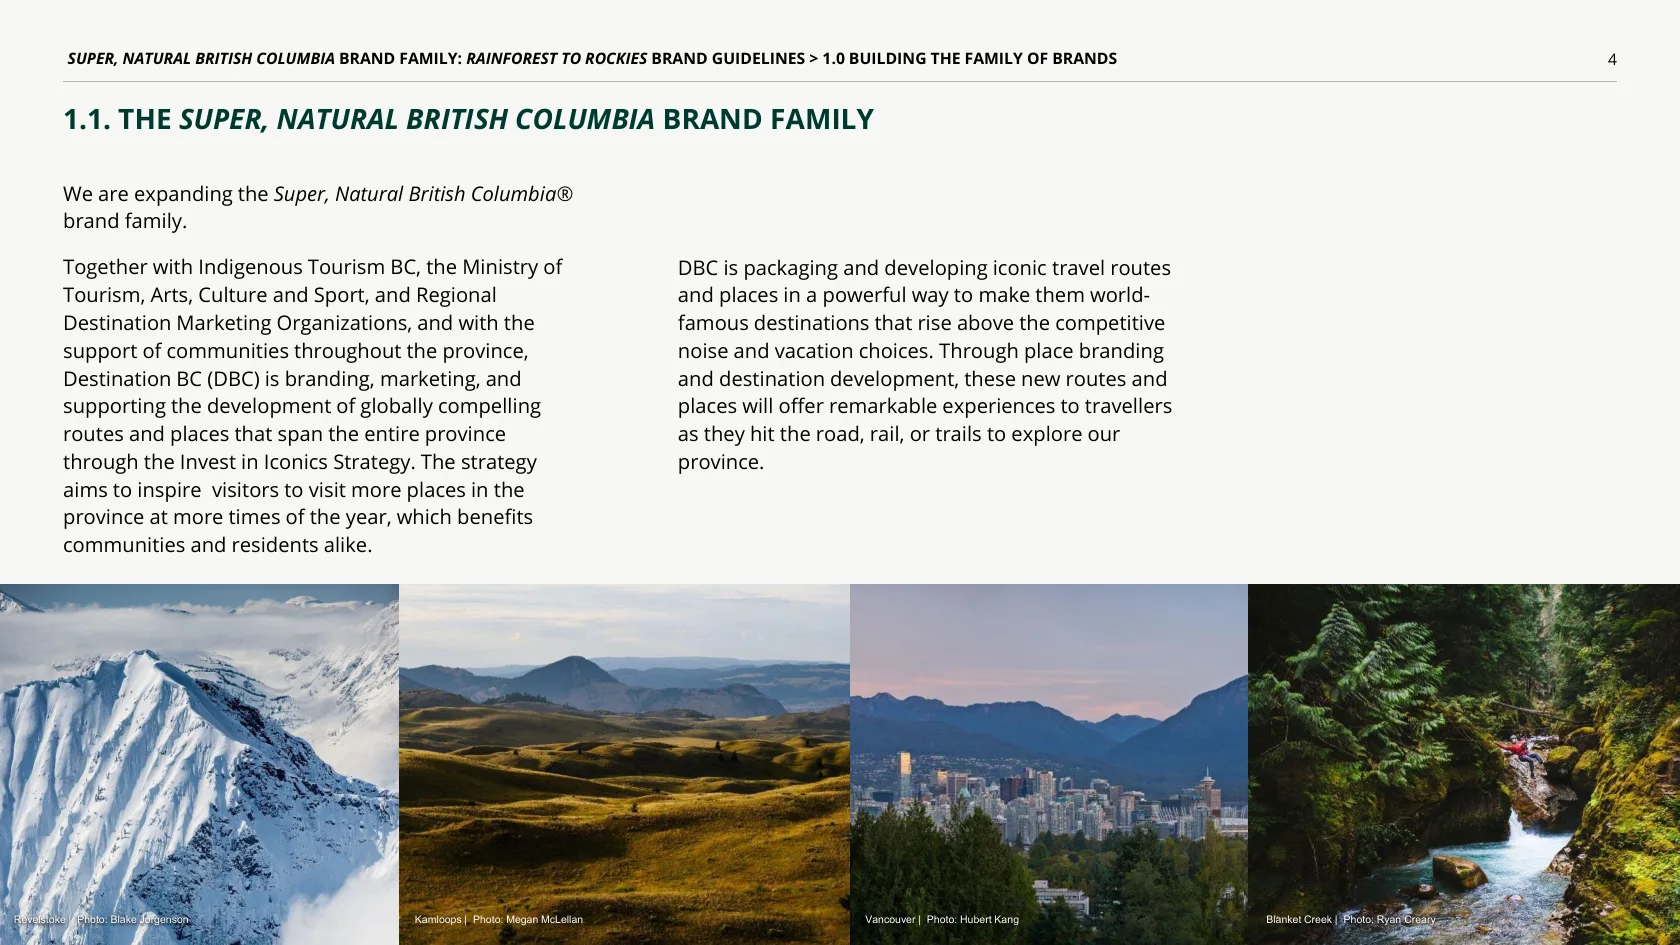 SUPER, NATURAL BRITISH COLUMBIA BRAND FAMILY: RAINFOREST TO ROCKIES BRAND GUIDELINES > 1.0 BUILDING THE FAMILY OF BRANDS
4
1.1. THE SUPER, NATURAL BRITISH COLUMBIA BRAND FAMILY
We are expanding the Super, Natural British Columbia®
brand family.
Together with Indigenous Tourism BC, the Ministry of
Tourism, Arts, Culture and Sport, and Regional
Destination Marketing Organizations, and with the
support of communities throughout the province,
Destination BC (DBC) is branding, marketing, and
supporting the development of globally compelling
routes and places that span the entire province
through the Invest in Iconics Strategy. The strategy
aims to inspire  visitors to visit more places in the
province at more times of the year, which benefits
communities and residents alike.
DBC is packaging and developing iconic travel routes
and places in a powerful way to make them world-
famous destinations that rise above the competitive
noise and vacation choices. Through place branding
and destination development, these new routes and
places will offer remarkable experiences to travellers
as they hit the road, rail, or trails to explore our
province.
Revelstoke |  Photo: Blake Jorgenson
Kamloops |  Photo: Megan McLellan
Vancouver |  Photo: Hubert Kang
Blanket Creek |  Photo: Ryan Creary